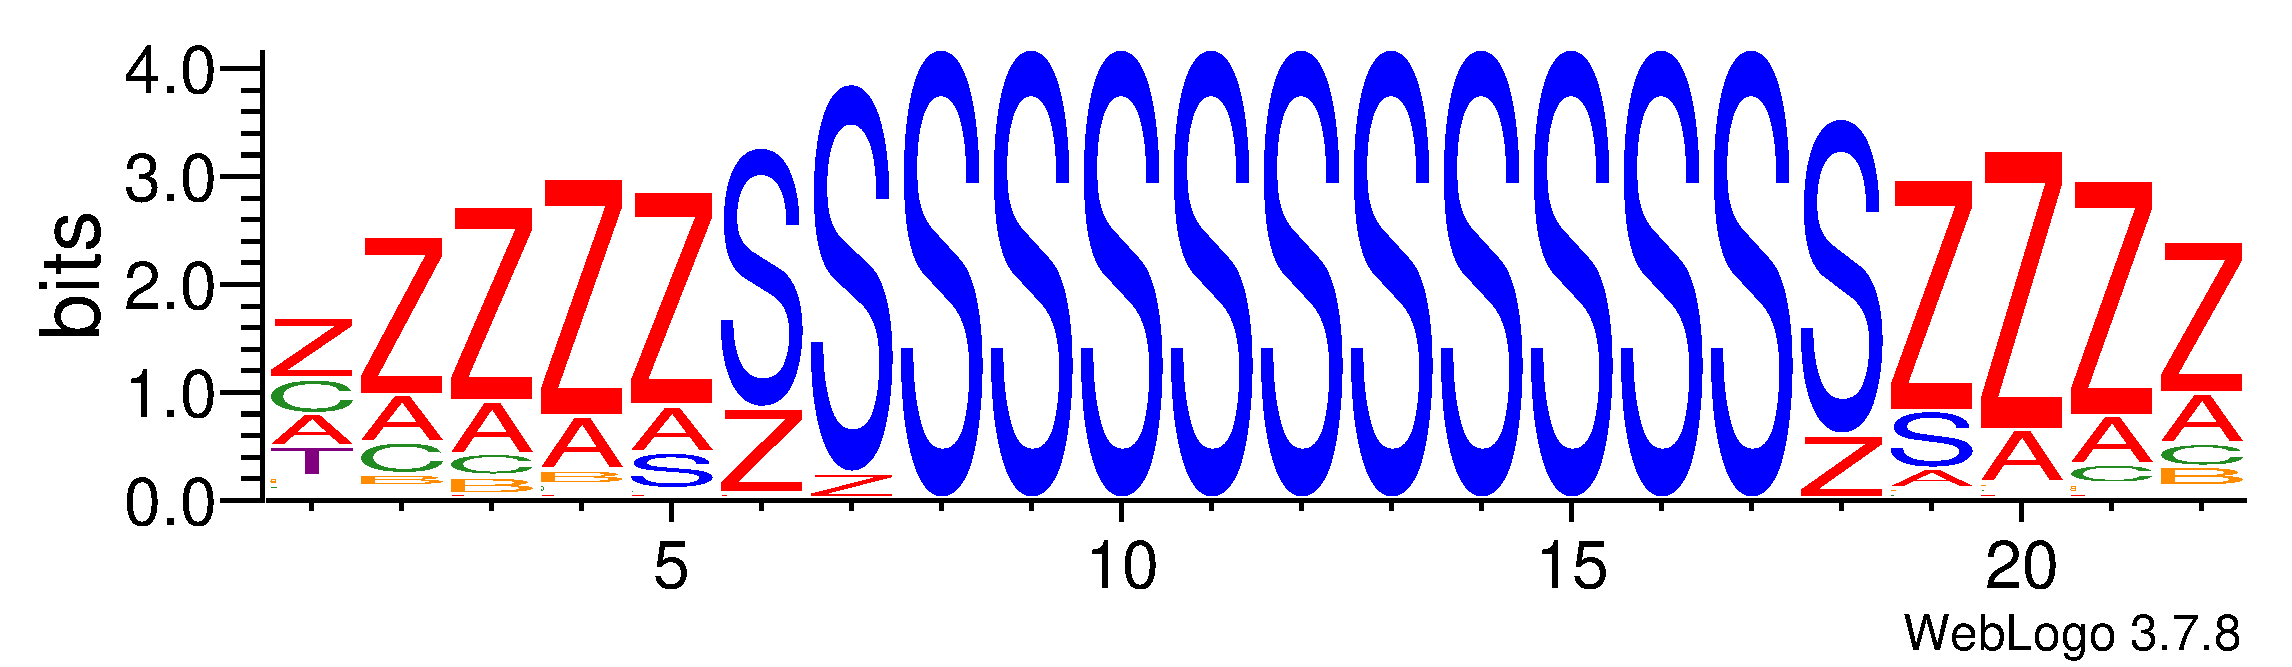 4.0
3.0
2.0
1.0
0.0
bits
Z Z Z Z Z S S S S S S S S S S S S S Z Z Z Z
C A A A A Z Z Z S A A A
A C C B S A C C
T B B B
5 10 15 20
WebLogo 3.7.8